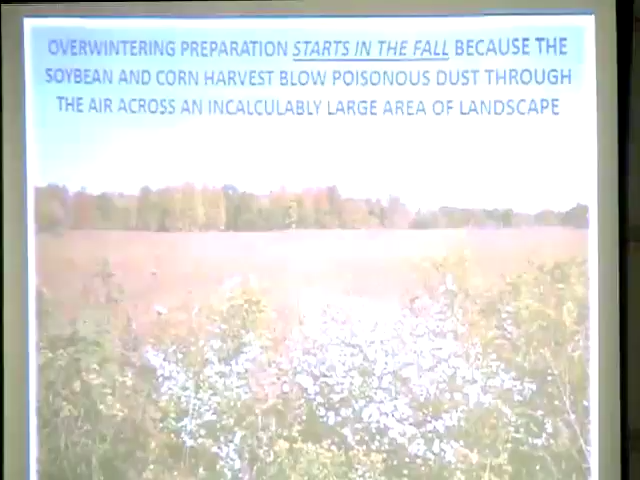 OVERWINTERING PREPARATION STARTS IN THE FALL BECAUSE THE
SOYBEAN AND CORN HARVEST BLOW POISONOUS DUST THROUGH
THE AIR ACROSS AN INCALCULABLY LARGE AREA OF LANDSCAPE